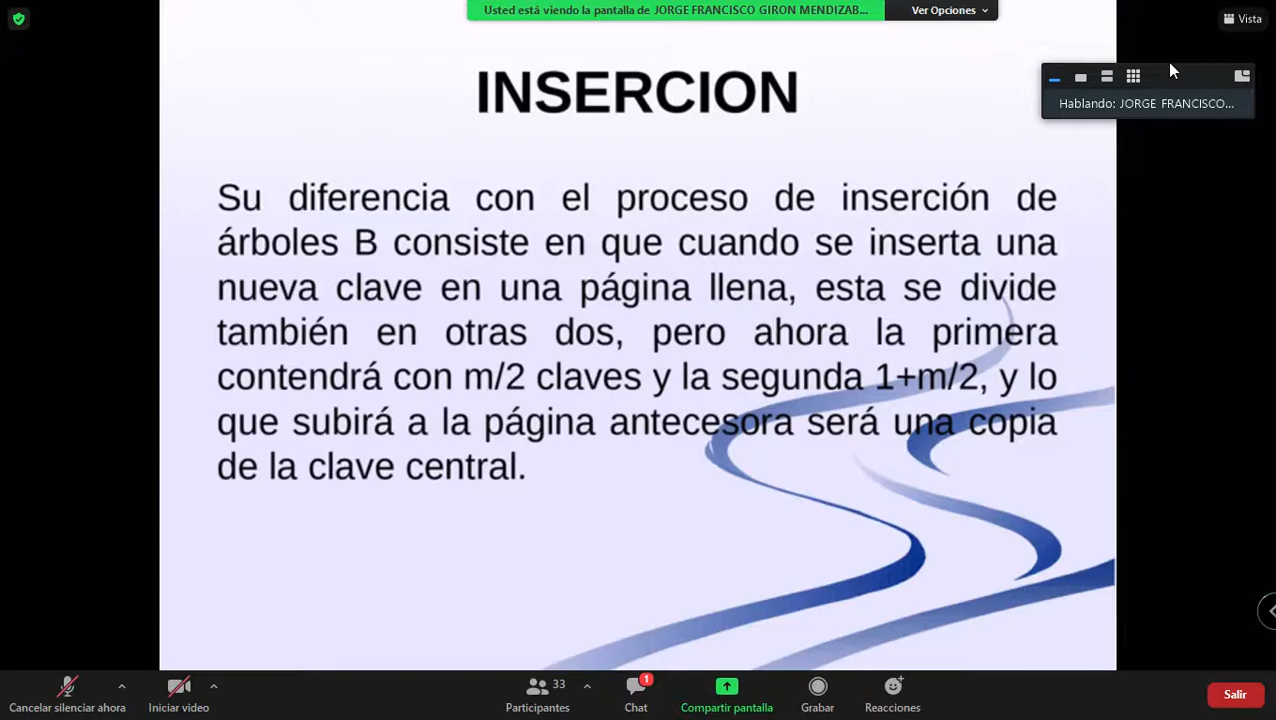 Usted está viendo la pantalla de JORGE FRANCISCO GIRON MENDIZAB...
Ver Opciones
Vista
Hablando: JORGE FRANCISCO...
INSERCION
Su diferencia con el proceso de inserción de
árboles B consiste en que cuando se inserta una
nueva clave en una página llena, esta se divide
también en otras dos, pero ahora la primera
contendrá con m/2 claves y la segunda 1+m/2, y lo
que subirá a la página antecesora será una copia
de la clave central.
Cancelar silenciar ahora
Iniciar video
33
Participantes
1
Chat
Compartir pantalla
Grabar
Reacciones
Salir